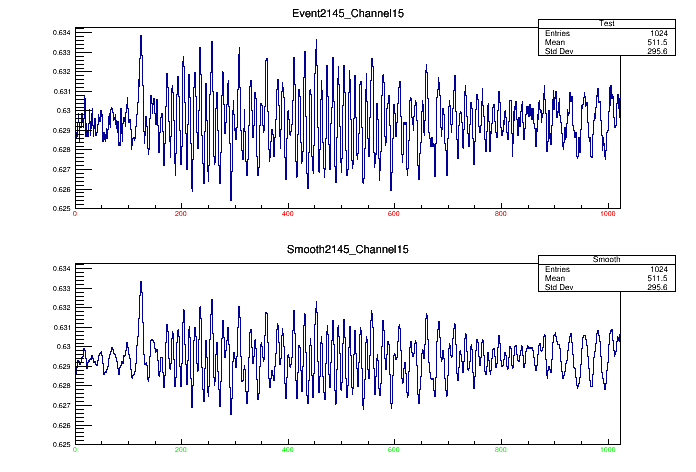 Event2145_Channel15
Test
Entries 1024
Mean 511.5
Std Dev 295.6
0.634
0.633
0.632
0.631
0.63
0.629
0.628
0.627
0.626
0.625
0 200 400 600 800 1000
Smooth2145_Channel15
Smooth
Entries 1024
Mean 511.5
Std Dev 295.6
0.634
0.633
0.632
0.631
0.63
0.629
0.628
0.627
0.626
0.625
0 200 400 600 800 1000